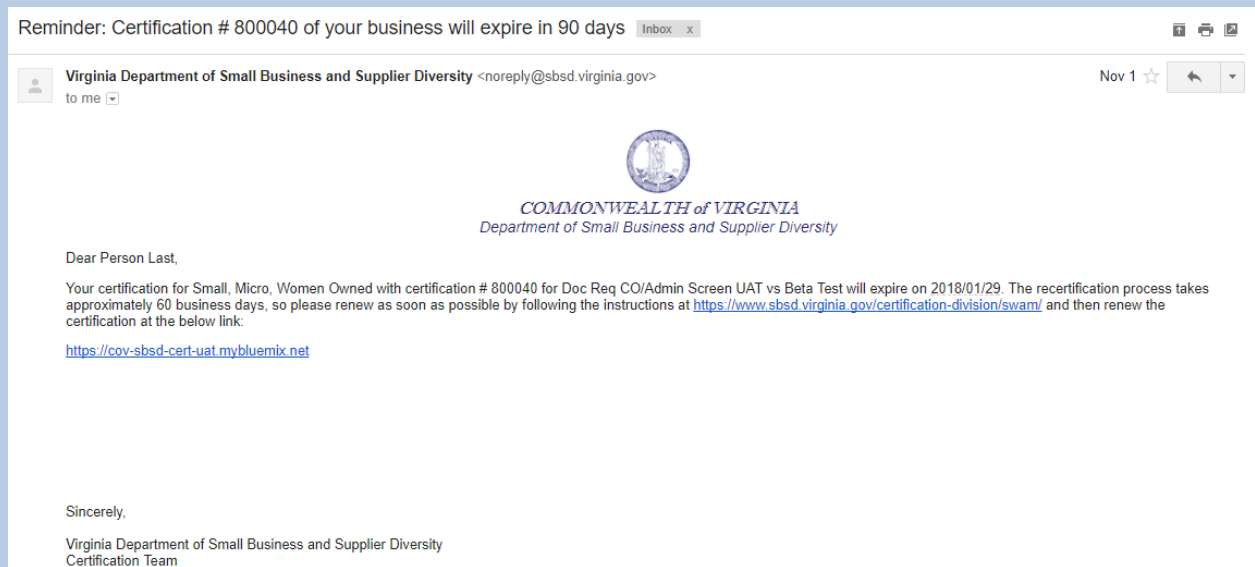 Reminder: Certification # 800040 of your business will expire in 90 days Inbox x
Virginia Department of Small Business and Supplier Diversity <noreply@sbsd.virginia.gov> Nov 1
to me
COMMONWEALTH of VIRGINIA
Department of Small Business and Supplier Diversity
Dear Person Last,
Your certification for Small, Micro, Women Owned with certification # 800040 for Doc Req CO/Admin Screen UAT vs Beta Test will expire on 2018/01/29. The recertification process takes
approximately 60 business days, so please renew as soon as possible by following the instructions at https://www.sbsd.virginia.gov/certification-division/swam/ and then renew the
certification at the below link:
https://cov-sbsd-cert-uat.mybluemix.net
Sincerely,
Virginia Department of Small Business and Supplier Diversity
Certification Team